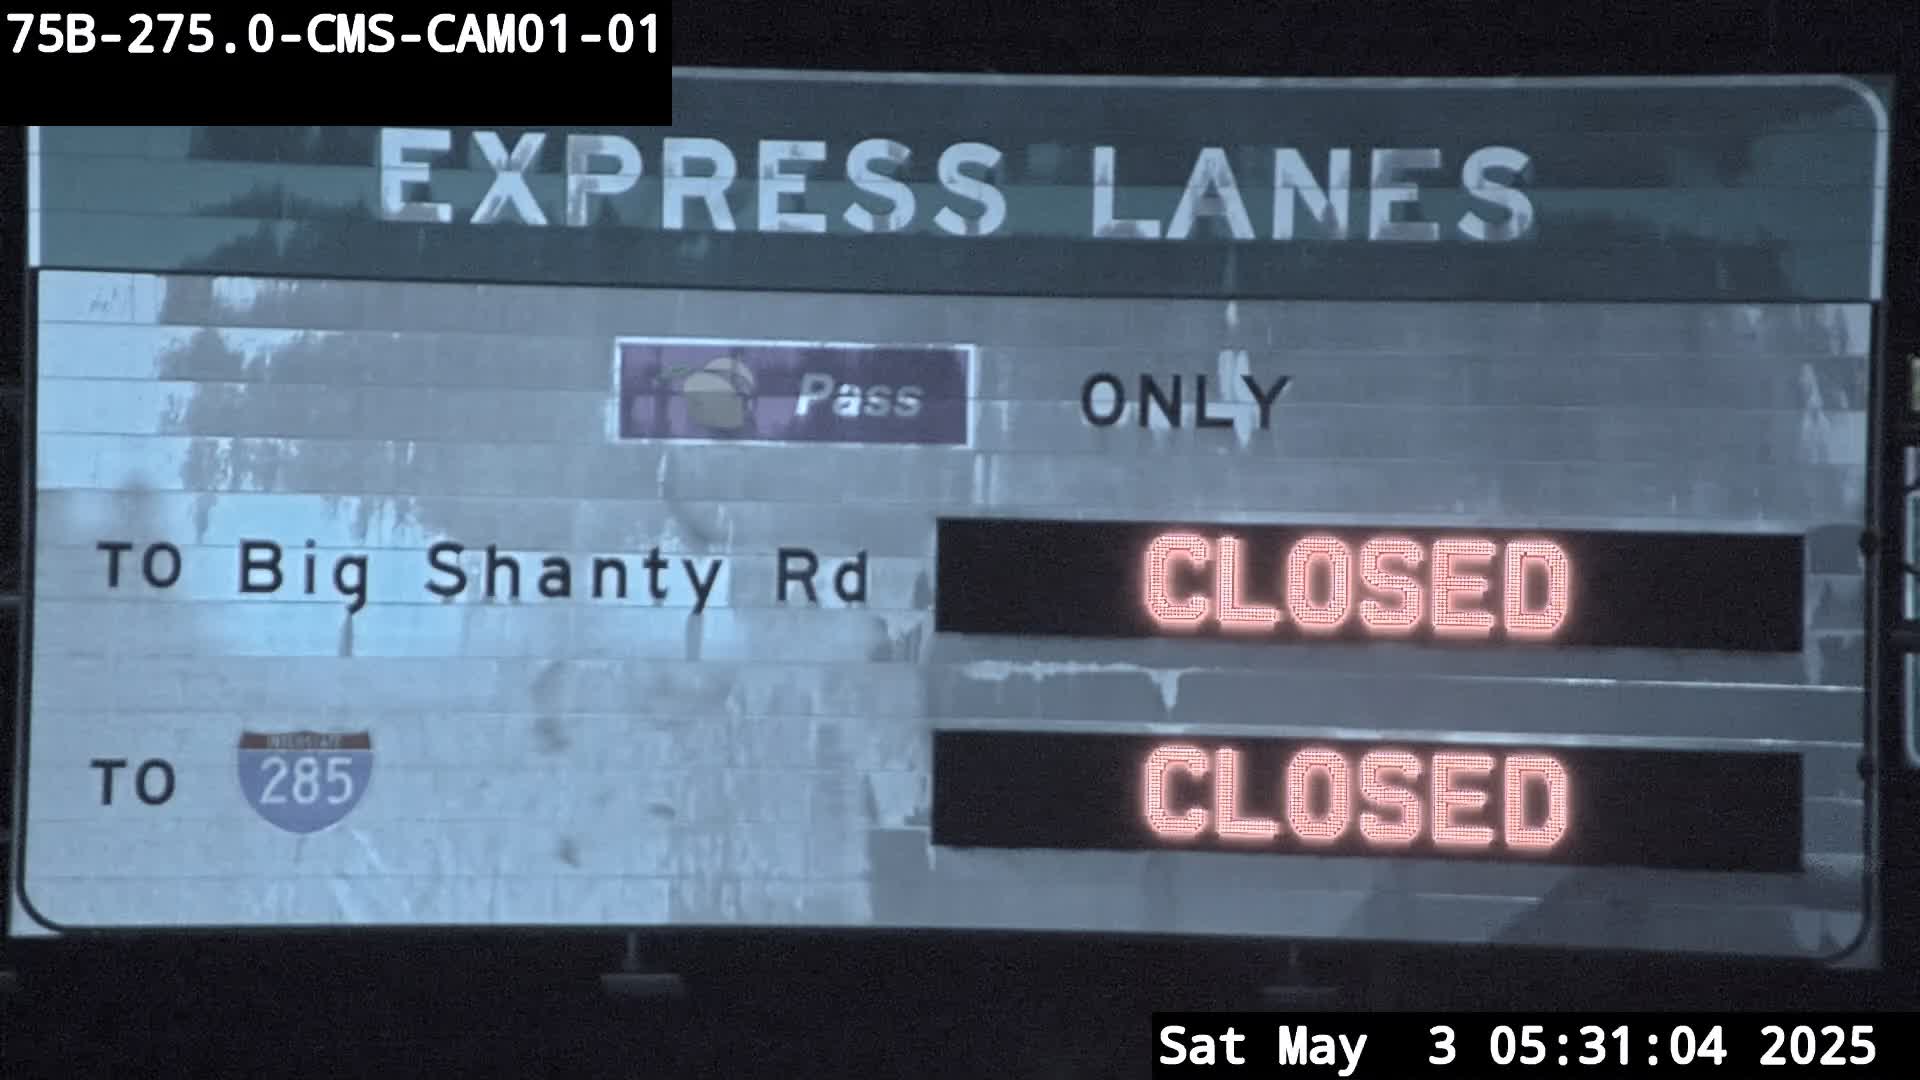 75B-275.0-CMS-CAM01-01
EXPRESS LANES
Pass ONLY
TO Big Shanty Rd CLOSED
TO INTERSTATE 285 CLOSED
Sat May 3 05:31:04 2025